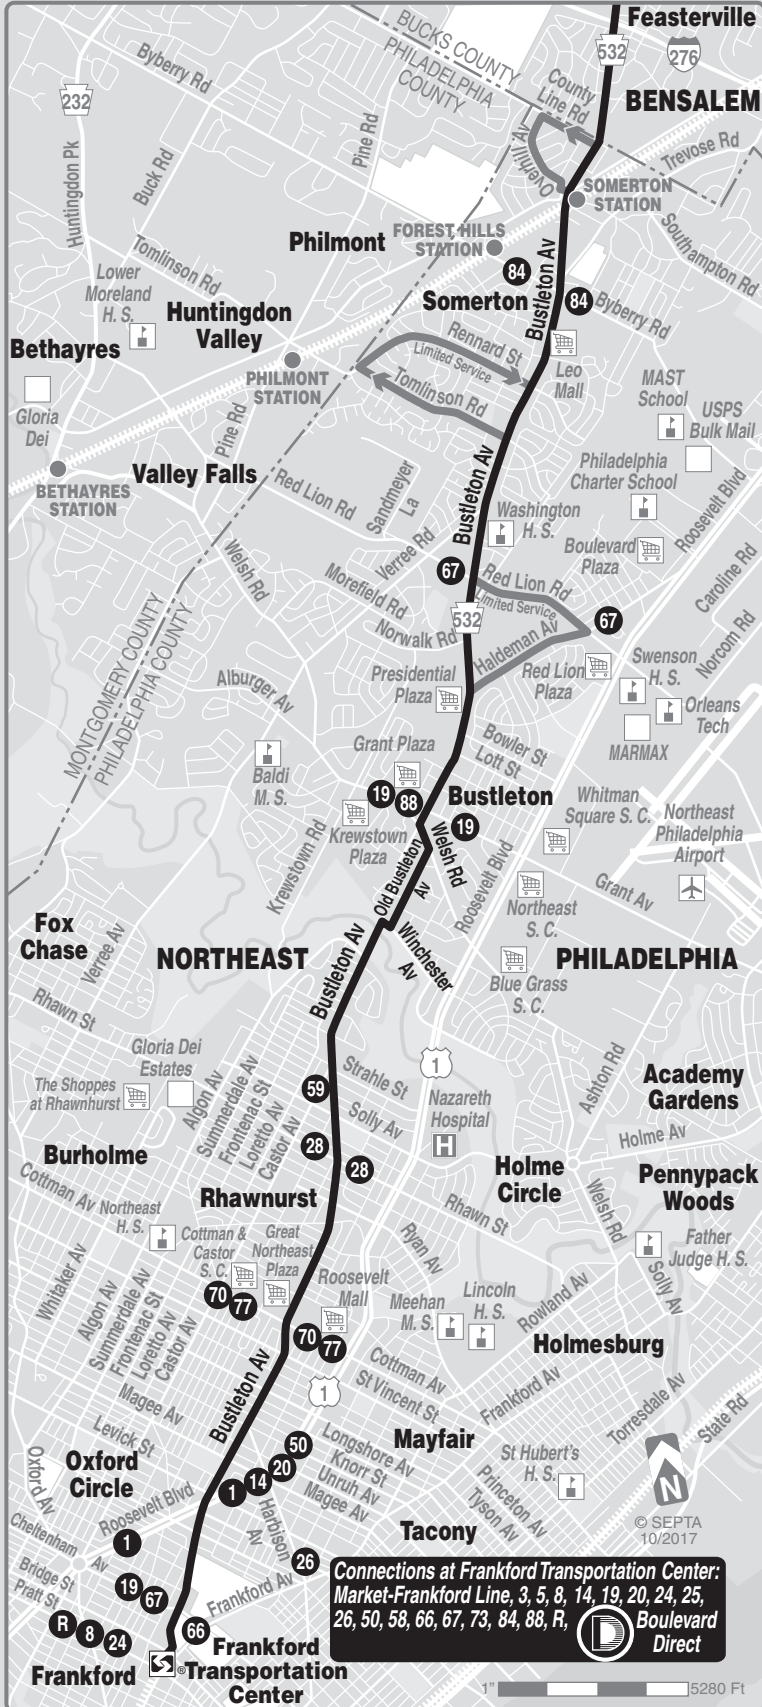 Feasterville
532
276
BUCKS COUNTY
PHILADELPHIA
COUNTY
County
Line Rd
BENSALEM
Byberry Rd
232
Huntingdon Pk
Buck Rd
Pine Rd
Overhill Av
Trevose Rd
SOMERTON
STATION
Southampton Rd
Philmont
FOREST HILLS
STATION
84
Somerton
Bustleton Av
84
Byberry Rd
Tomlinson Rd
Lower
Moreland
H. S.
Huntingdon
Valley
Bethayres
PHILMONT
STATION
Rennard St
Limited Service
Tomlinson Rd
Leo
Mall
MAST
School
USPS
Bulk Mail
Gloria
Dei
Pine Rd
BETHAYRES
STATION
Valley Falls
Red Lion Rd
Sandmeyer
La
Bustleton Av
Washington
H. S.
Philadelphia
Charter School
Boulevard
Plaza
Roosevelt Blvd
Welsh Rd
Verree Rd
Morefield Rd
67
Red Lion Rd
Limited Service
67
Caroline Rd
Norcom Rd
532
Norwalk Rd
Haldeman Av
MONTGOMERY COUNTY
PHILADELPHIA COUNTY
Alburger Av
Presidential
Plaza
Red Lion
Plaza
Swenson
H. S.
Orleans
Tech
MARMAX
Baldi
M. S.
Grant Plaza
Bowler St
Lott St
19
88
Bustleton
Whitman
Square S. C.
Northeast
Philadelphia
Airport
Krewstown
Plaza
Krewstown Rd
19
Welsh Rd
Old Bustleton
Av
Roosevelt Blvd
Grant Av
Northeast
S. C.
Fox
Chase
Verree Av
NORTHEAST
Bustleton Av
Winchester
Av
PHILADELPHIA
Blue Grass
S. C.
Rhawn St
Gloria Dei
Estates
The Shoppes
at Rhawnhurst
Algon Av
Summerdale Av
Frontenac St
Loretto Av
Castor Av
59
Strahle St
Solly Av
1
Nazareth
Hospital
H
Ashton Rd
Academy
Gardens
Holme Av
Burholme
28
28
Holme
Circle
Pennypack
Woods
Cottman Av
Northeast
H. S.
Rhawnurst
Rhawn St
Welsh Rd
Father
Judge H. S.
Cottman &
Castor
S. C.
Great
Northeast
Plaza
Ryan Av
Solly Av
Whitaker Av
Algon Av
Summerdale Av
Frontenac St
Loretto Av
Castor Av
70
77
Roosevelt
Mall
Meehan
M. S.
Lincoln
H. S.
Rowland Av
70
77
Holmesburg
Bustleton Av
Cottman Av
St Vincent St
Frankford Av
Torresdale Av
State Rd
1
Magee Av
Levick St
Mayfair
Longshore Av
Knorr St
Unruh Av
Magee Av
St Hubert's
H. S.
Princeton Av
Tyson Av
N
© SEPTA
10/2017
Oxford Av
Oxford
Circle
50
20
14
1
Roosevelt Blvd
Harbison
Av
Tacony
Cheltenham
Av
1
26
Bridge St
Pratt St
19
67
Frankford Av
R
8
24
66
Frankford
® Frankford
Transportation
Center
Connections at Frankford Transportation Center:
Market-Frankford Line, 3, 5, 8, 14, 19, 20, 24, 25,
26, 50, 58, 66, 67, 73, 84, 88, R, Boulevard
Direct
1"
5280 Ft